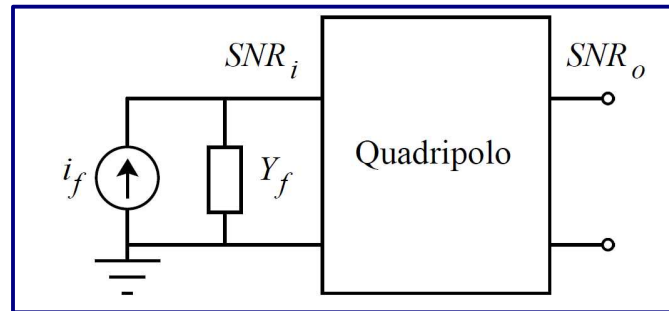 SNR_i
SNR_o
i_f
Y_f
Quadripolo